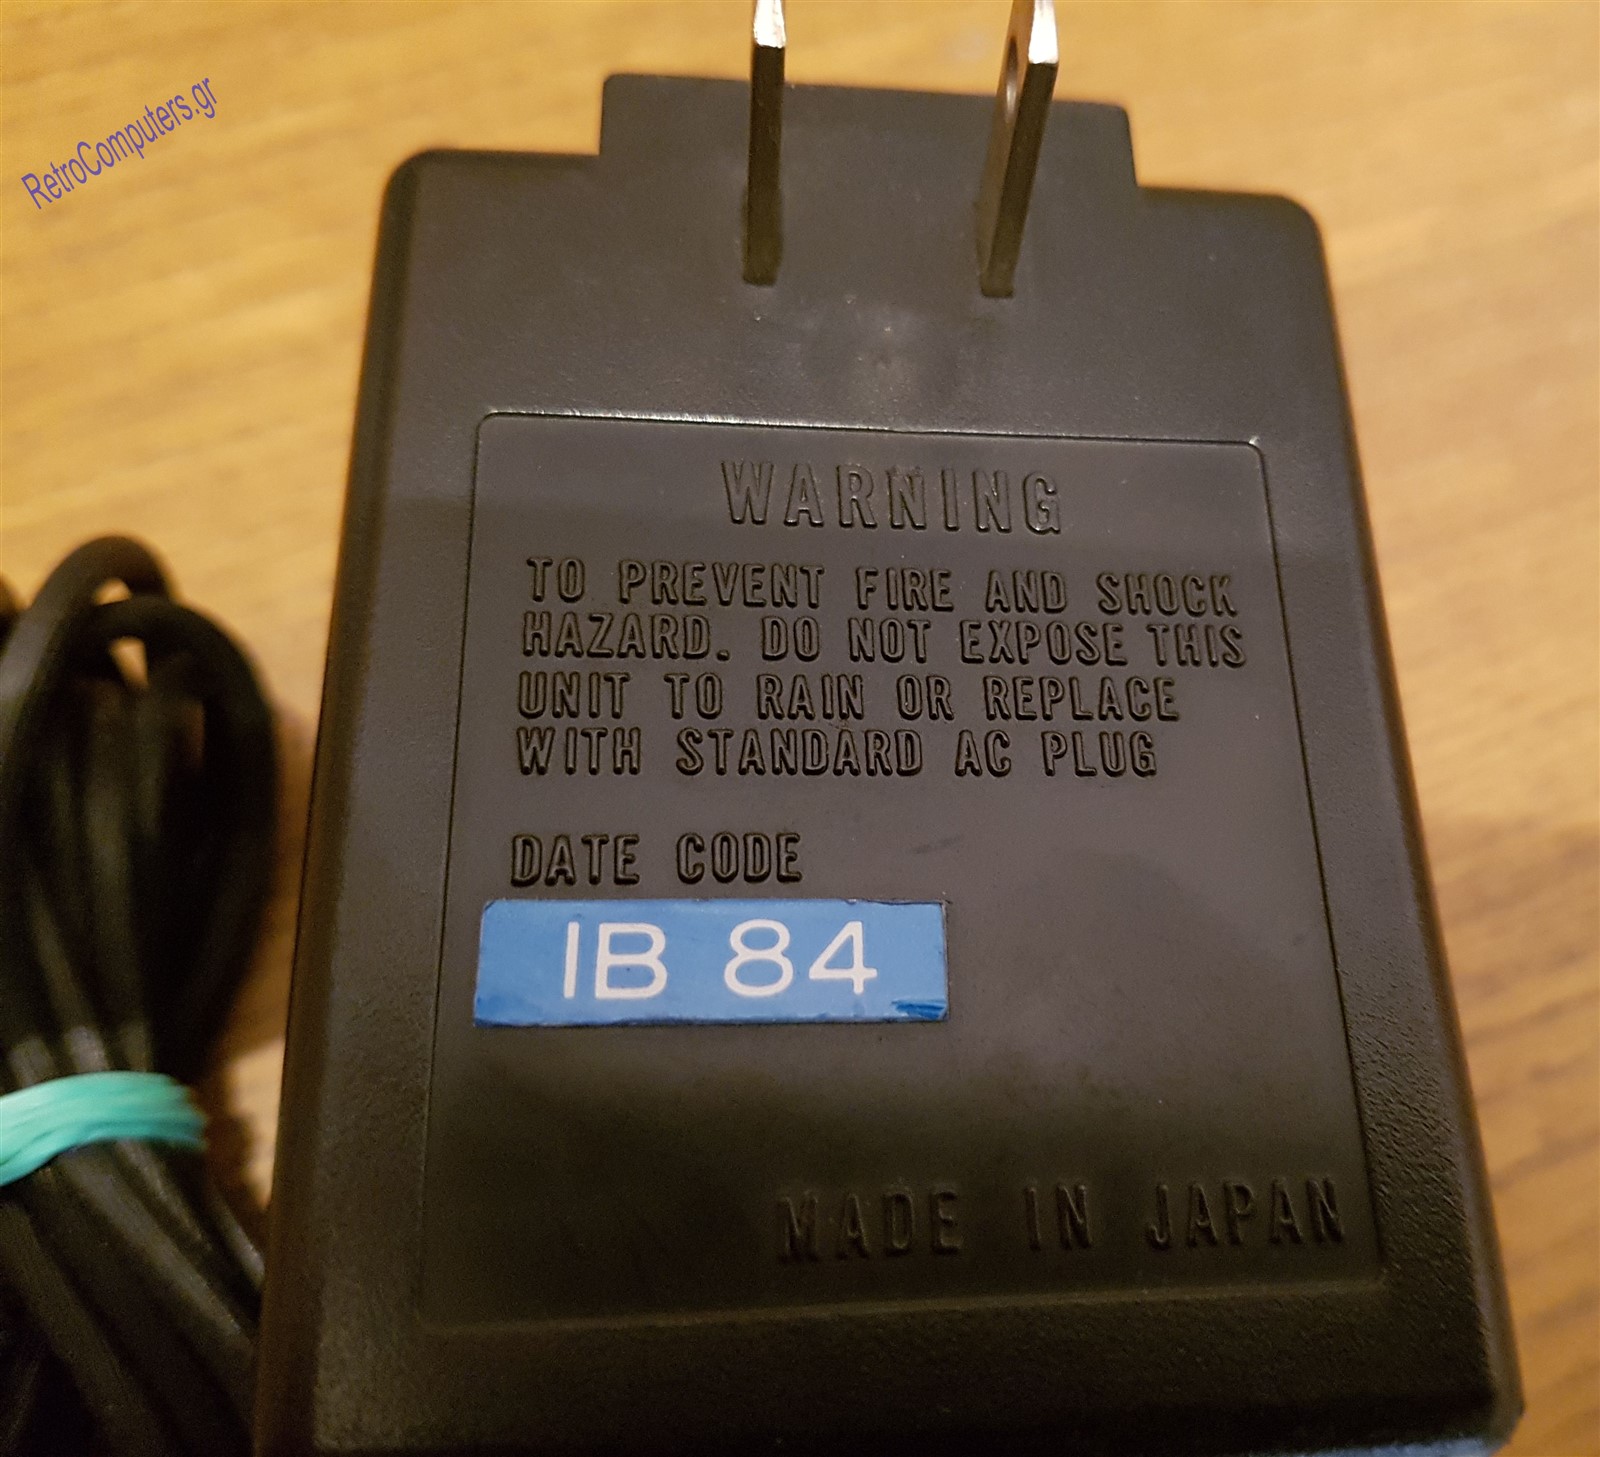 RetroComputers.gr
WARNING
TO PREVENT FIRE AND SHOCK
HAZARD. DO NOT EXPOSE THIS
UNIT TO RAIN OR REPLACE
WITH STANDARD AC PLUG
DATE CODE
IB 84
MADE IN JAPAN